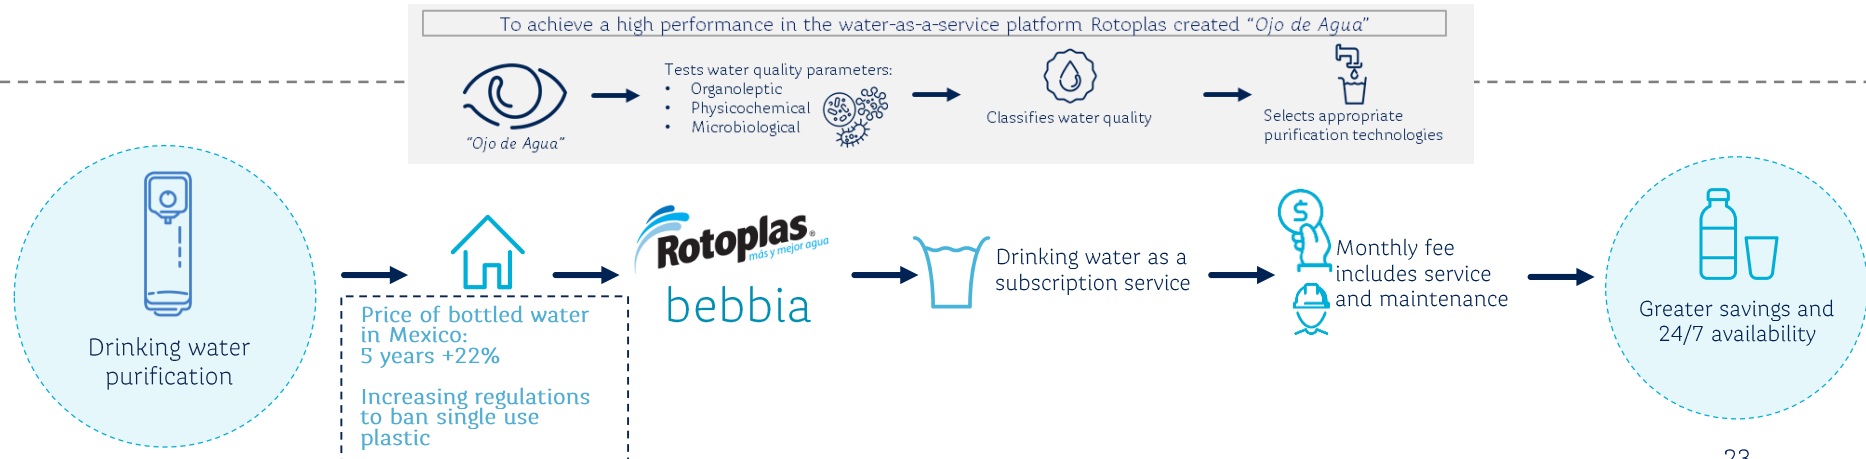 To achieve a high performance in the water-as-a-service platform Rotoplas created “Ojo de Agua”
“Ojo de Agua”
Tests water quality parameters:
• Organoleptic
• Physicochemical
• Microbiological
Classifies water quality
Selects appropriate
purification technologies
Drinking water
purification
Price of bottled water
in Mexico:
5 years +22%
Increasing regulations
to ban single use
plastic
Rotoplas®
más y mejor agua
bebbia
Drinking water as a
subscription service
$
Monthly fee
includes service
and maintenance
Greater savings and
24/7 availability
23